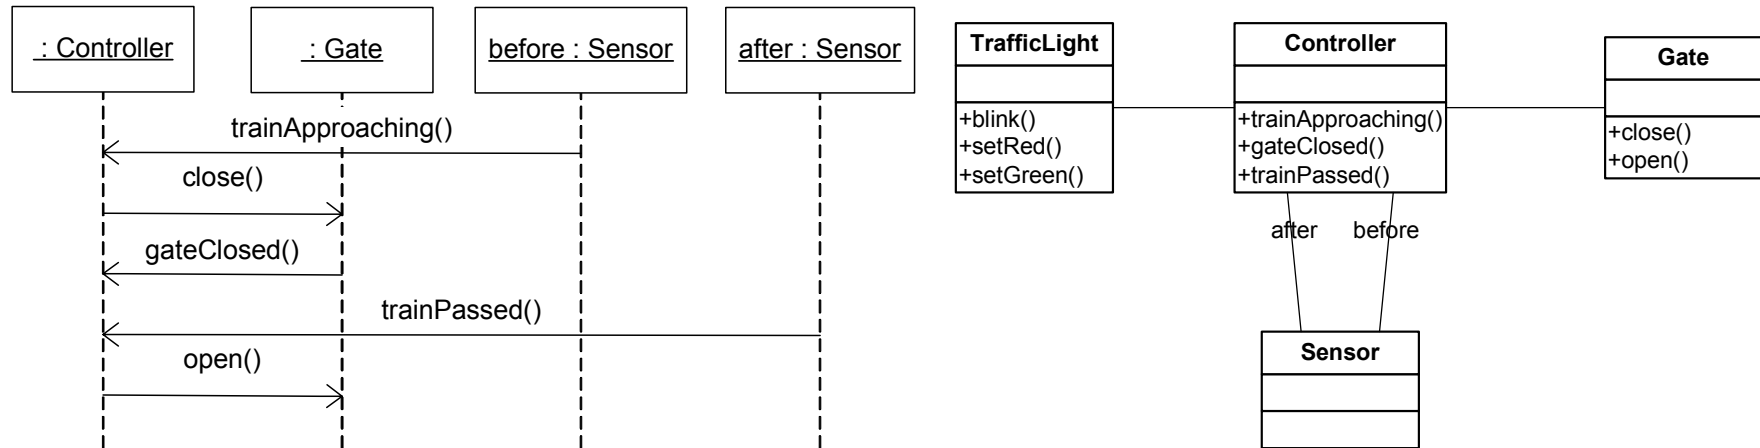 : Controller
: Gate
before : Sensor
after : Sensor
trainApproaching()
close()
gateClosed()
trainPassed()
open()
TrafficLight
+blink()
+setRed()
+setGreen()
Controller
+trainApproaching()
+gateClosed()
+trainPassed()
Gate
+close()
+open()
after
before
Sensor